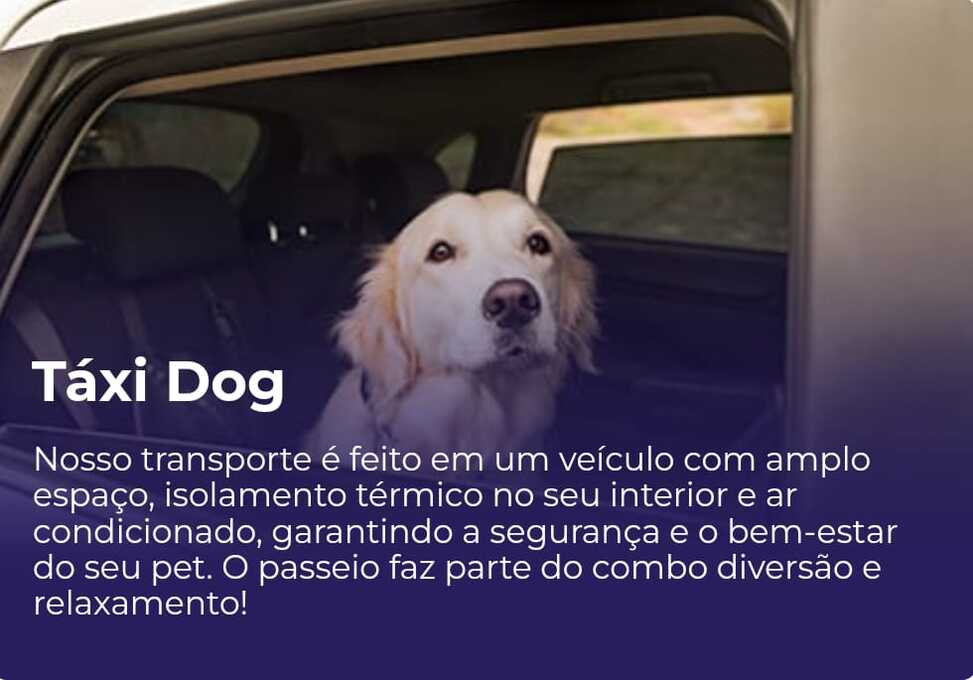 Táxi Dog
Nosso transporte é feito em um veículo com amplo
espaço, isolamento térmico no seu interior e ar
condicionado, garantindo a segurança e o bem-estar
do seu pet. O passeio faz parte do combo diversão e
relaxamento!